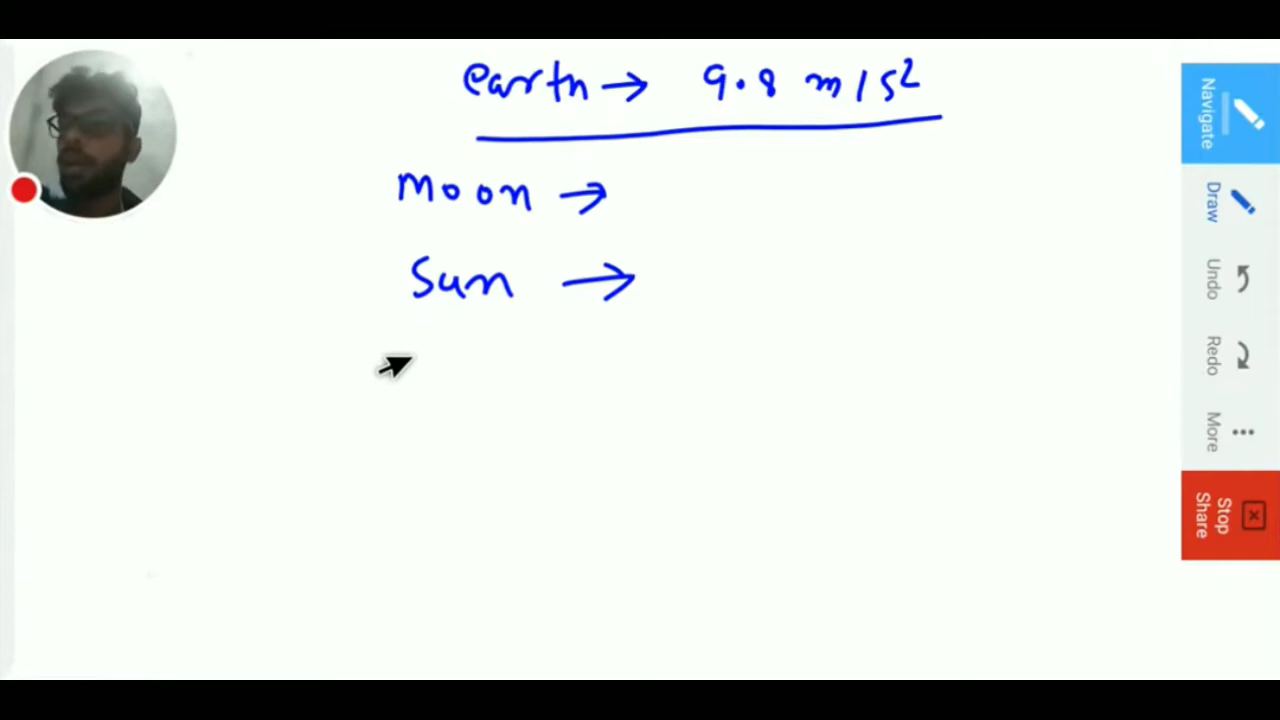 earth → 9.8 m/s²
Moon →
Sun →
Navigate
Draw
Undo
Redo
More
Stop
Share